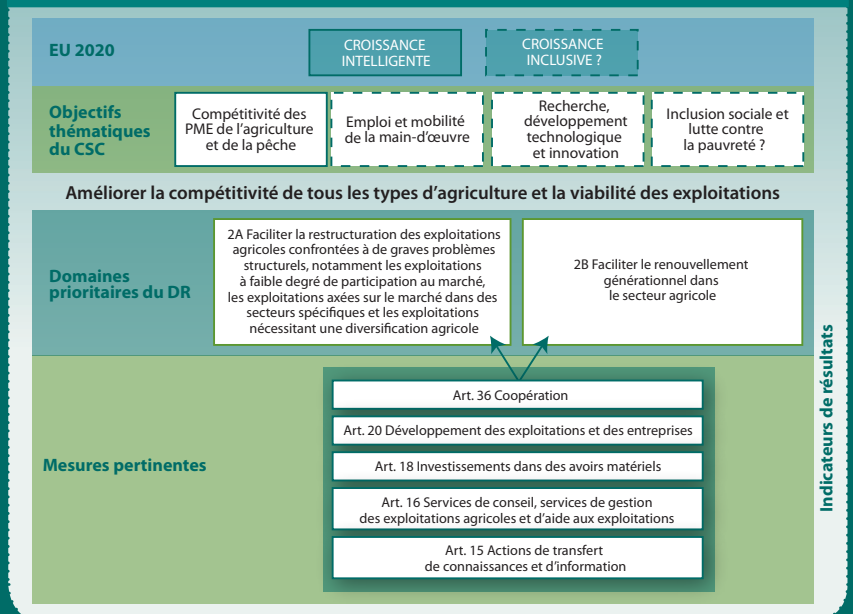 EU 2020
CROISSANCE
INTELLIGENTE
CROISSANCE
INCLUSIVE ?
Objectifs
thématiques
du CSC
Compétitivité des
PME de l'agriculture
et de la pêche
Emploi et mobilité
de la main-d'œuvre
Recherche,
développement
technologique
et innovation
Inclusion sociale et
lutte contre
la pauvreté ?
Améliorer la compétitivité de tous les types d'agriculture et la viabilité des exploitations
Domaines
prioritaires du DR
2A Faciliter la restructuration des exploitations
agricoles confrontées à de graves problèmes
structurels, notamment les exploitations
à faible degré de participation au marché,
les exploitations axées sur le marché dans des
secteurs spécifiques et les exploitations
nécessitant une diversification agricole
2B Faciliter le renouvellement
générationnel dans
le secteur agricole
Mesures pertinentes
Art. 36 Coopération
Art. 20 Développement des exploitations et des entreprises
Art. 18 Investissements dans des avoirs matériels
Art. 16 Services de conseil, services de gestion
des exploitations agricoles et d'aide aux exploitations
Art. 15 Actions de transfert
de connaissances et d'information
Indicateurs de résultats